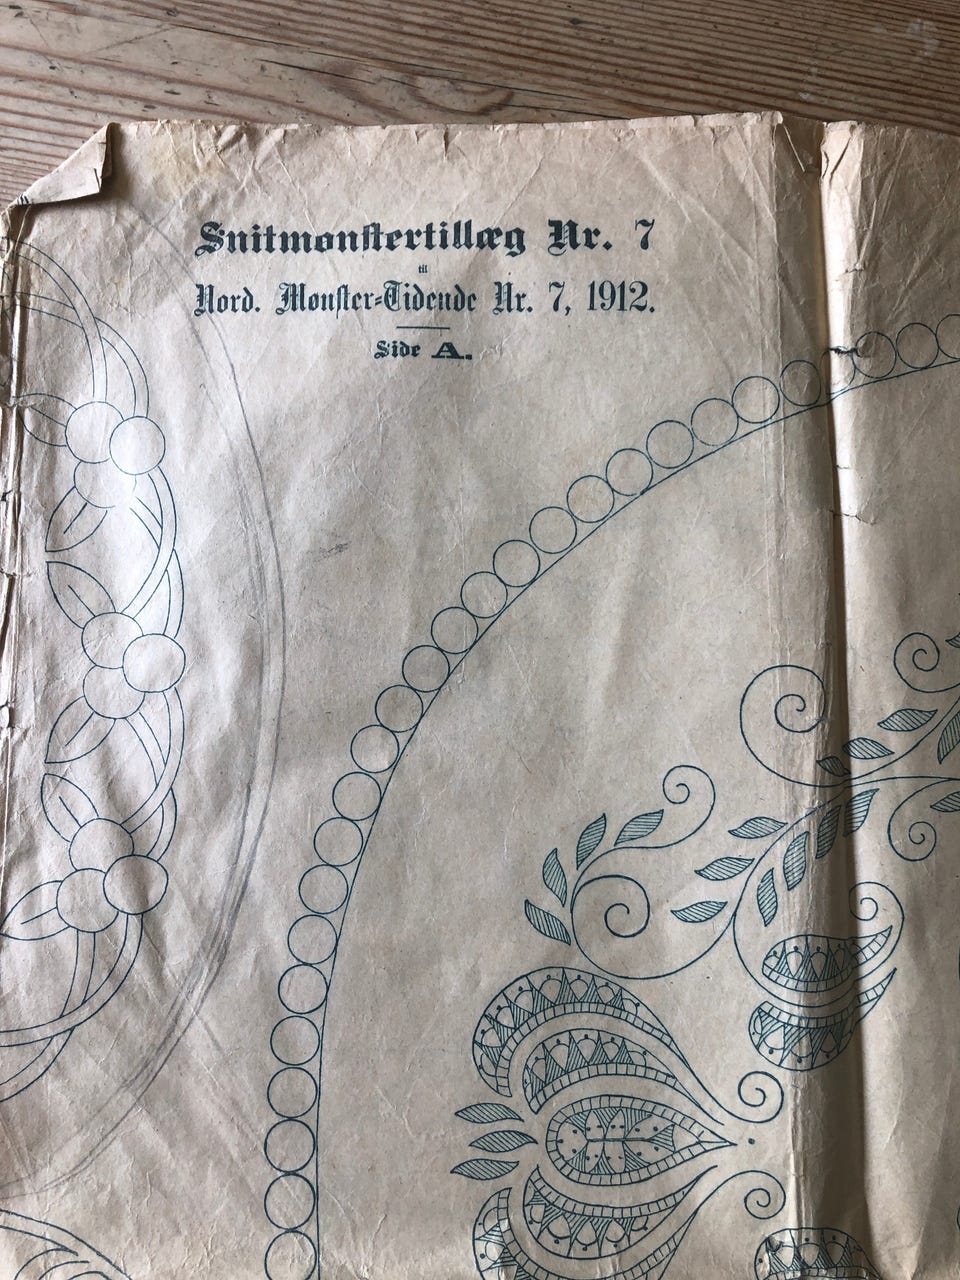 Snitmønstertillæg Nr. 7
til
Nord. Mønster-Tidende Nr. 7, 1912.
Side A.